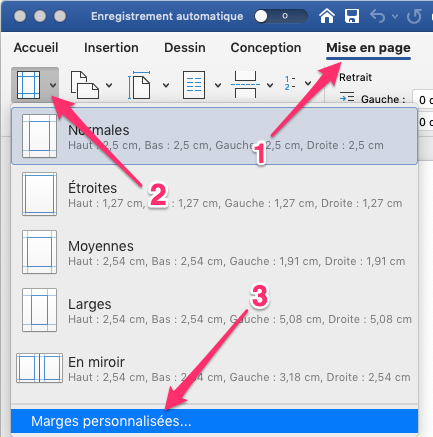 Enregistrement automatique O
Accueil Insertion Dessin Conception Mise en page
Retrait
1
2
Gauche : 0 c
0 c
Normales
Haut : 2,5 cm, Bas : 2,5 cm, Gauche : 2,5 cm, Droite : 2,5 cm
1
Étroites
Haut : 1,27 cm, : 1,27 cm, Gauche : 1,27 cm, Droite : 1,27 cm
2
Moyennes
Haut : 2,54 cm, Bas : 2,54 cm, Gauche : 1,91 cm, Droite : 1,91 cm
Larges
Haut : 2,54 cm, Bas : 2,54 cm, Gauche : 5,08 cm, Droite : 5,08 cm
3
En miroir
Haut : 2,54 cm, Bas : 2,54 cm, Gauche : 3,18 cm, Droite : 2,54 cm
Marges personnalisées...